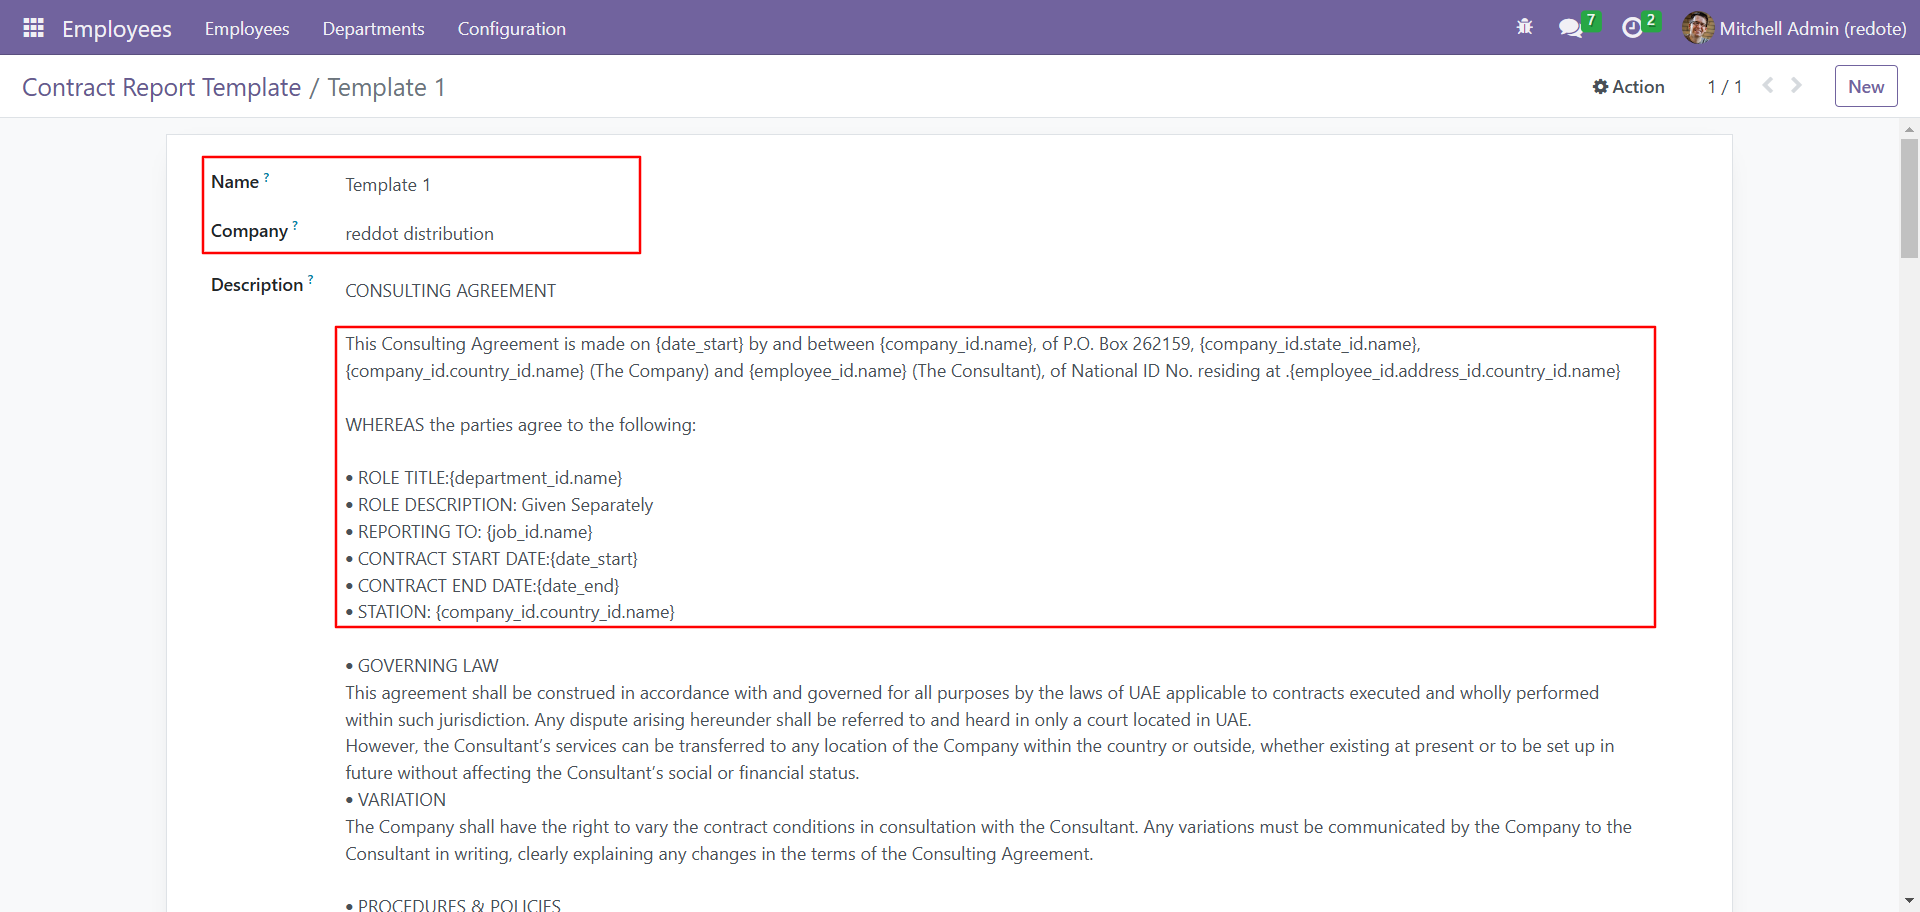 Employees Employees Departments Configuration 7 2 Mitchell Admin (redote)
Contract Report Template / Template 1 Action 1 / 1 New
Name ? Template 1
Company ? reddot distribution
Description ? CONSULTING AGREEMENT
This Consulting Agreement is made on {date_start} by and between {company_id.name}, of P.O. Box 262159, {company_id.state_id.name},
{company_id.country_id.name} (The Company) and {employee_id.name} (The Consultant), of National ID No. residing at .{employee_id.address_id.country_id.name}
WHEREAS the parties agree to the following:
• ROLE TITLE:{department_id.name}
• ROLE DESCRIPTION: Given Separately
• REPORTING TO: {job_id.name}
• CONTRACT START DATE:{date_start}
• CONTRACT END DATE:{date_end}
• STATION: {company_id.country_id.name}
• GOVERNING LAW
This agreement shall be construed in accordance with and governed for all purposes by the laws of UAE applicable to contracts executed and wholly performed
within such jurisdiction. Any dispute arising hereunder shall be referred to and heard in only a court located in UAE.
However, the Consultant’s services can be transferred to any location of the Company within the country or outside, whether existing at present or to be set up in
future without affecting the Consultant’s social or financial status.
• VARIATION
The Company shall have the right to vary the contract conditions in consultation with the Consultant. Any variations must be communicated by the Company to the
Consultant in writing, clearly explaining any changes in the terms of the Consulting Agreement.
• PROCEDURES & POLICIES